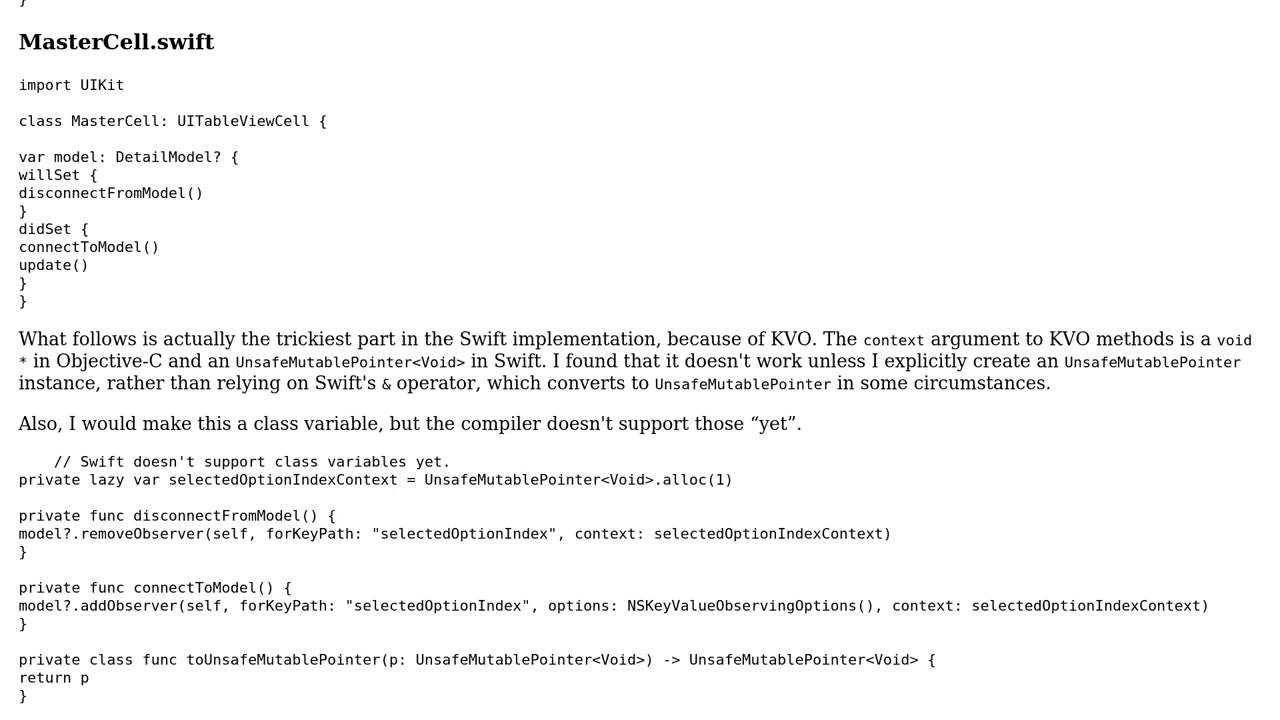 }
MasterCell.swift
import UIKit
class MasterCell: UITableViewCell {
var model: DetailModel? {
willSet {
disconnectFromModel()
}
didSet {
connectToModel()
update()
}
}
What follows is actually the trickiest part in the Swift implementation, because of KVO. The context argument to KVO methods is a void
* in Objective-C and an UnsafeMutablePointer<Void> in Swift. I found that it doesn't work unless I explicitly create an UnsafeMutablePointer
instance, rather than relying on Swift's & operator, which converts to UnsafeMutablePointer in some circumstances.
Also, I would make this a class variable, but the compiler doesn't support those “yet”.
// Swift doesn't support class variables yet.
private lazy var selectedOptionIndexContext = UnsafeMutablePointer<Void>.alloc(1)
private func disconnectFromModel() {
model?.removeObserver(self, forKeyPath: "selectedOptionIndex", context: selectedOptionIndexContext)
}
private func connectToModel() {
model?.addObserver(self, forKeyPath: "selectedOptionIndex", options: NSKeyValueObservingOptions(), context: selectedOptionIndexContext)
}
private class func toUnsafeMutablePointer(p: UnsafeMutablePointer<Void>) -> UnsafeMutablePointer<Void> {
return p
}